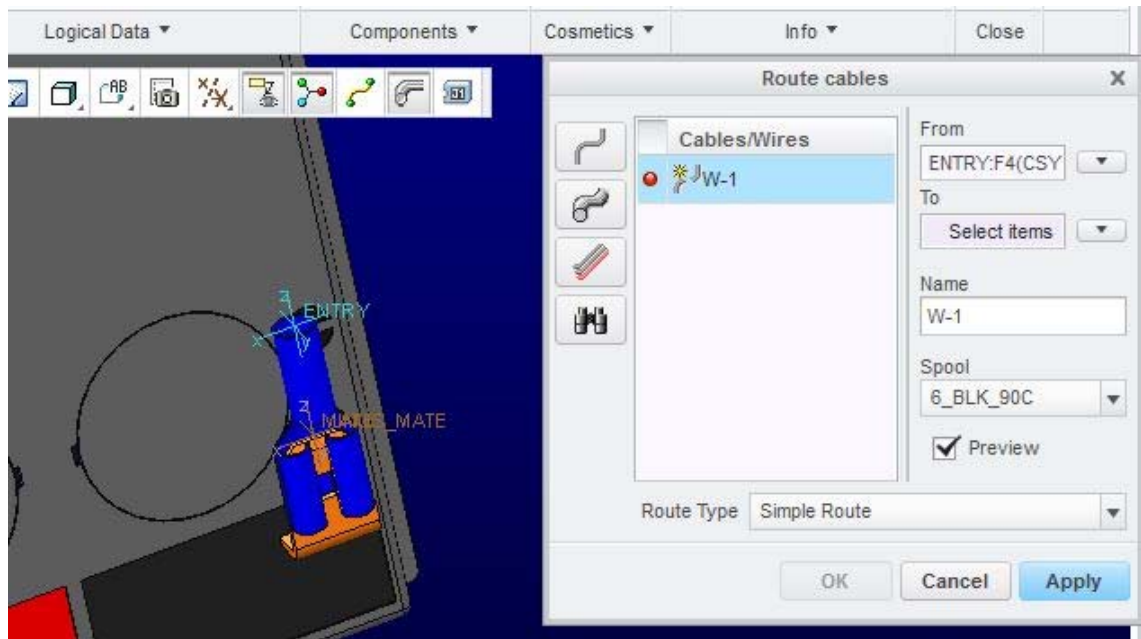 Logical Data
Components
Cosmetics
Info
Close
Route cables
X
Cables/Wires
W-1
From
ENTRY:F4(CSY
To
Select items
Name
W-1
Spool
6_BLK_90C
Preview
Route Type Simple Route
OK Cancel Apply
AB
Z
ENTRY
X
Y
Z
X